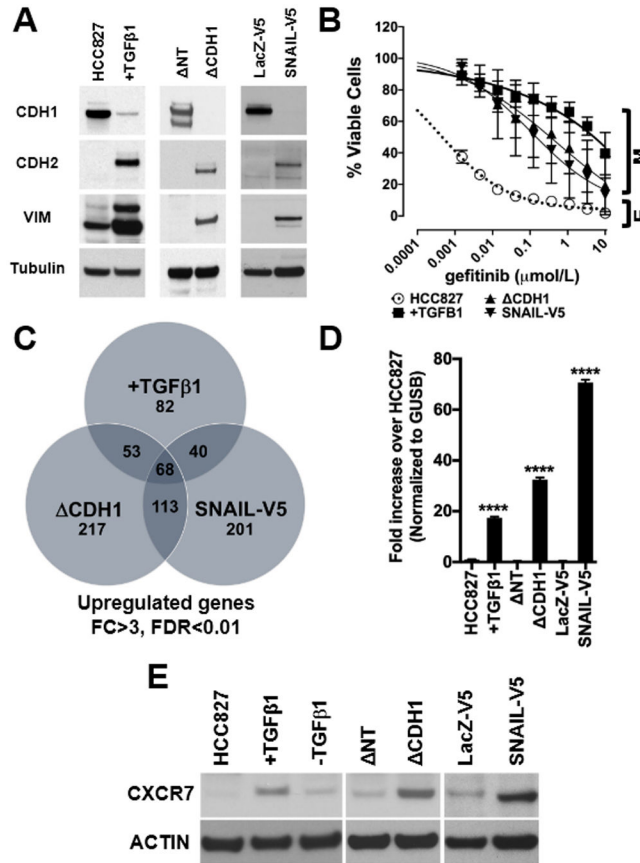 A
HCC827
+TGFβ1
ΔNT
ΔCDH1
LacZ-V5
SNAIL-V5
CDH1
CDH2
VIM
Tubulin
B
% Viable Cells
120
100
80
60
40
20
0
0.0001
0.001
0.01
0.1
1
10
gefitinib (μmol/L)
M
E
HCC827 ΔCDH1
+TGFB1 SNAIL-V5
C
+TGFβ1
82
53
40
68
ΔCDH1
217
113
SNAIL-V5
201
Upregulated genes
FC>3, FDR<0.01
D
Fold increase over HCC827
(Normalized to GUSB)
80
60
40
20
0
****
****
****
HCC827
+TGFβ1
ΔNT
ΔCDH1
LacZ-V5
SNAIL-V5
E
HCC827
+TGFβ1
-TGFβ1
ΔNT
ΔCDH1
LacZ-V5
SNAIL-V5
CXCR7
ACTIN